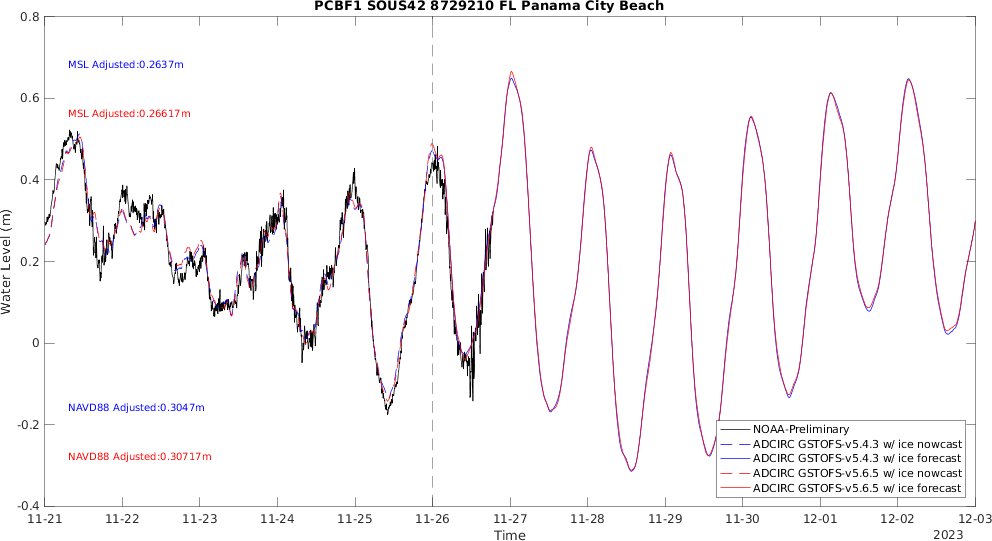 PCBF1 SOUS42 8729210 FL Panama City Beach
Water Level (m)
0.8
0.6
0.4
0.2
0
-0.2
-0.4
MSL Adjusted:0.2637m
MSL Adjusted:0.26617m
NAVD88 Adjusted:0.3047m
NAVD88 Adjusted:0.30717m
NOAA-Preliminary
ADCIRC GSTOFS-v5.4.3 w/ ice nowcast
ADCIRC GSTOFS-v5.4.3 w/ ice forecast
ADCIRC GSTOFS-v5.6.5 w/ ice nowcast
ADCIRC GSTOFS-v5.6.5 w/ ice forecast
11-21 11-22 11-23 11-24 11-25 11-26 11-27 11-28 11-29 11-30 12-01 12-02 12-03
Time
2023